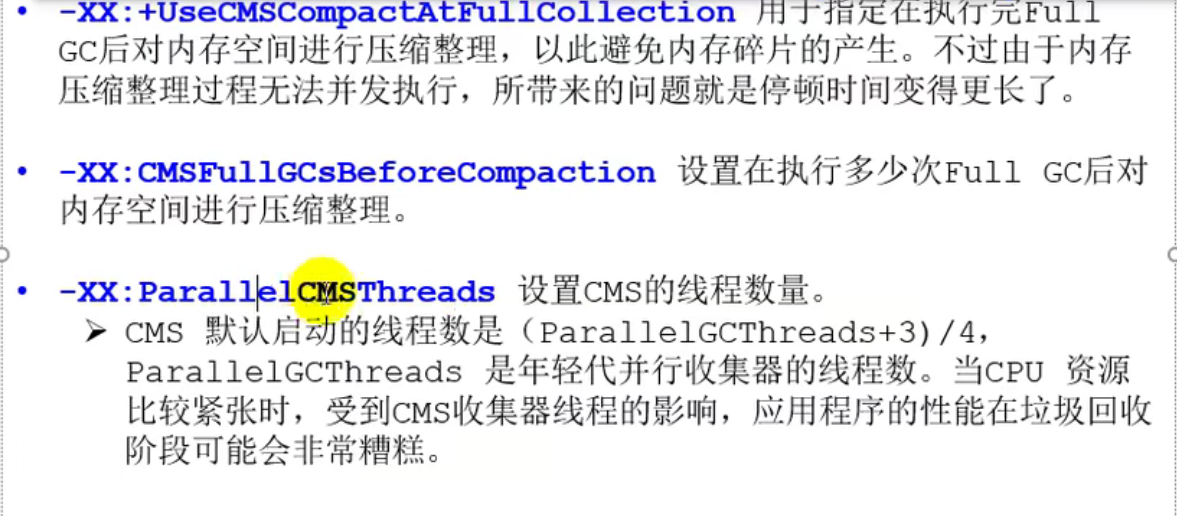 • -XX:+UseCMSCompactAtFullCollection 用于指定在执行完Full
GC后对内存空间进行压缩整理，以此避免内存碎片的产生。不过由于内存
压缩整理过程无法并发执行，所带来的问题就是停顿时间变得更长了。
• -XX:CMSFullGCsBeforeCompaction 设置在执行多少次Full GC后对
内存空间进行压缩整理。
• -XX:ParallelCMSThreads 设置CMS的线程数量。
➢ CMS 默认启动的线程数是（ParallelGCThreads+3)/4，
ParallelGCThreads 是年轻代并行收集器的线程数。当CPU 资源
比较紧张时，受到CMS收集器线程的影响，应用程序的性能在垃圾回收
阶段可能会非常糟糕。